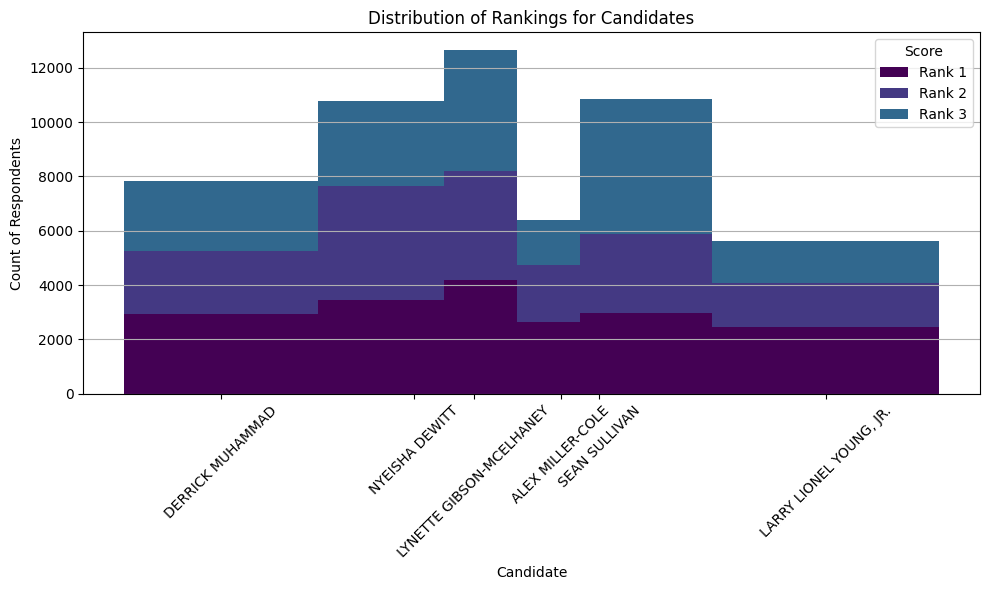 Distribution of Rankings for Candidates
Score
Rank 1
Rank 2
Rank 3
Count of Respondents
12000
10000
8000
6000
4000
2000
0
DERRICK MUHAMMAD
NYEISHA DEWITT
LYNETTE GIBSON-MCELHANEY
ALEX MILLER-COLE
SEAN SULLIVAN
LARRY LIONEL YOUNG, JR.
Candidate